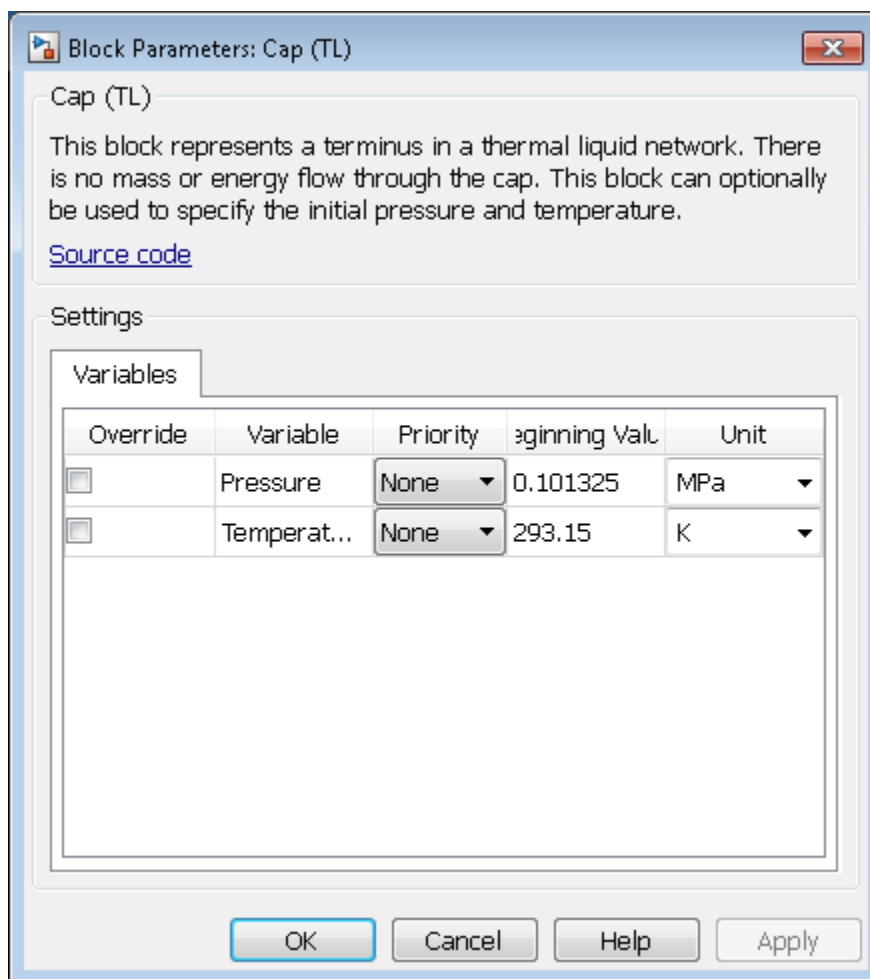 Block Parameters: Cap (TL)
Cap (TL)
This block represents a terminus in a thermal liquid network. There
is no mass or energy flow through the cap. This block can optionally
be used to specify the initial pressure and temperature.
Source code
Settings
Variables
Override Variable Priority eginning Valu Unit
Pressure None 0.101325 MPa
Temperat... None 293.15 K
OK Cancel Help Apply